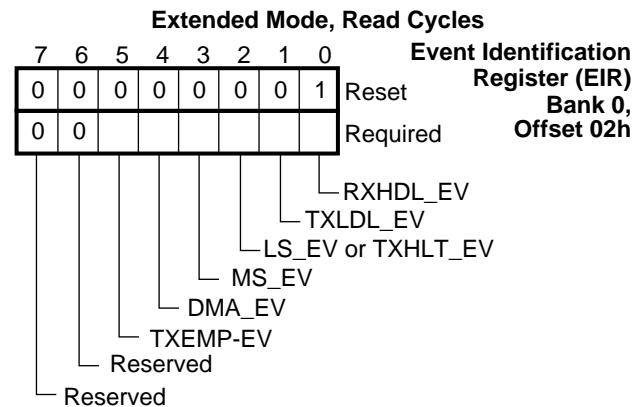 Extended Mode, Read Cycles
7 6 5 4 3 2 1 0
Event Identification
Register (EIR)
Bank 0,
Offset 02h
0 0 0 0 0 0 0 1 Reset
0 0 Required
RXHDL_EV
TXLDL_EV
LS_EV or TXHLT_EV
MS_EV
DMA_EV
TXEMP-EV
Reserved
Reserved